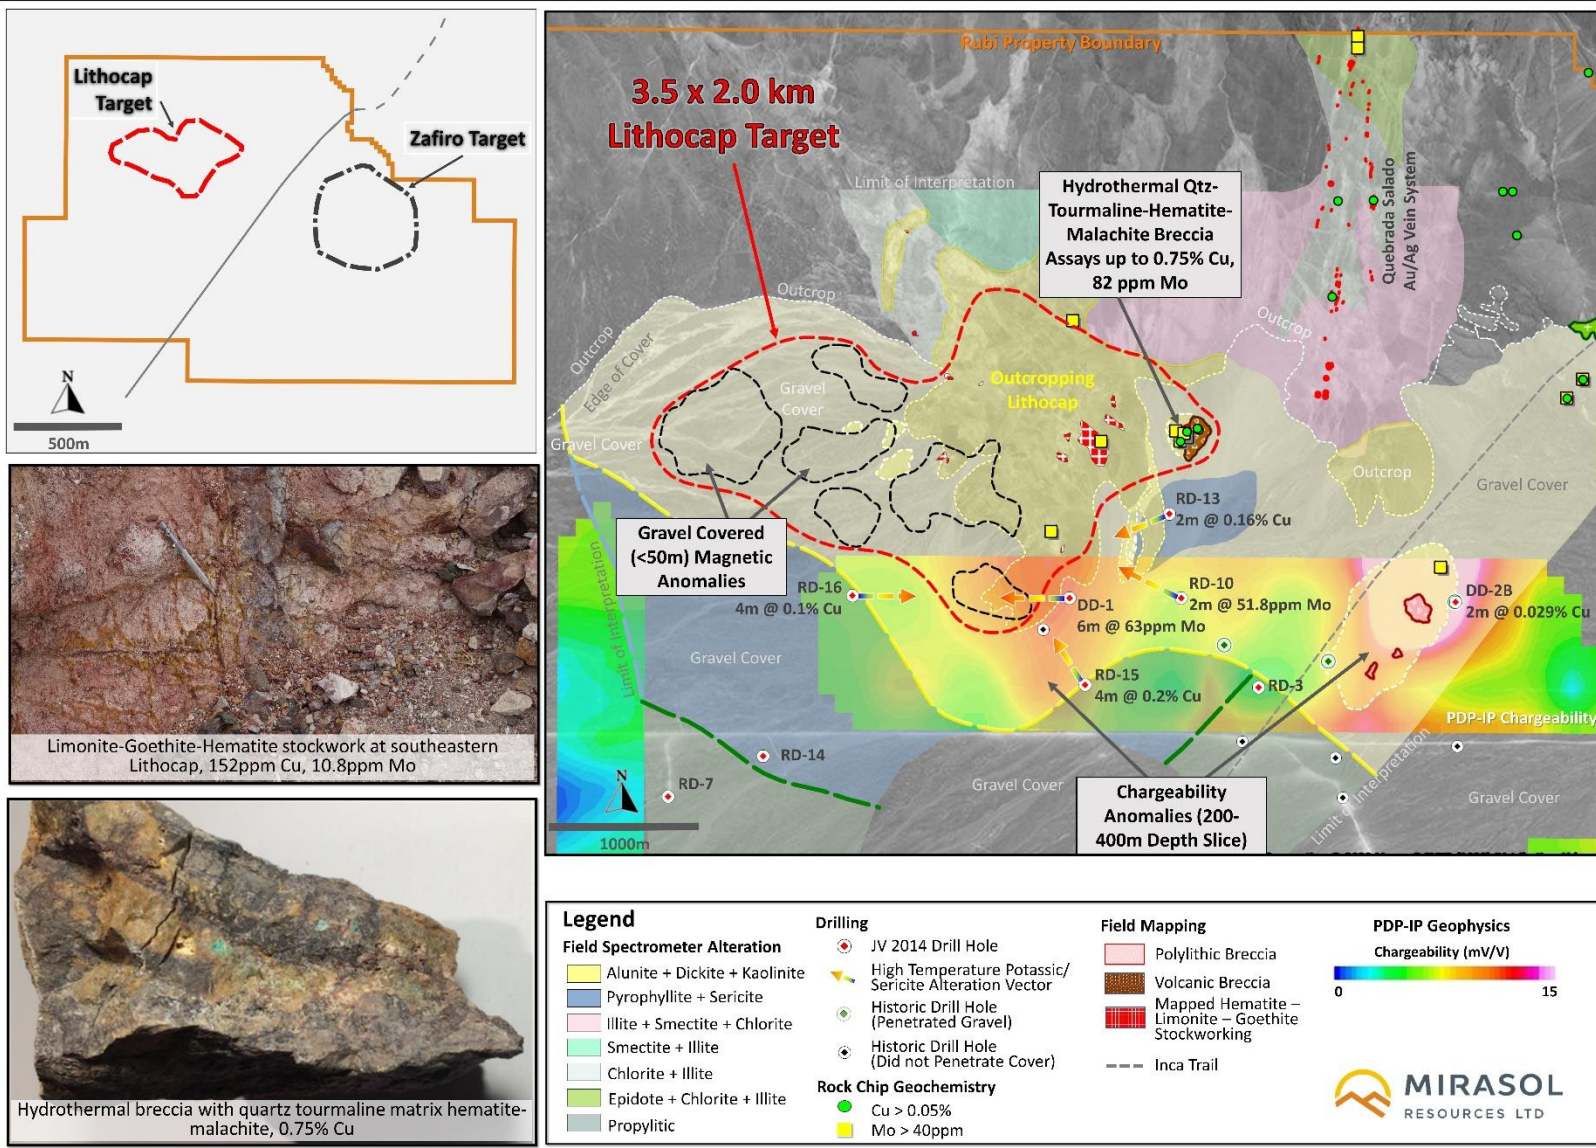 Lithocap
Target
Zafiro Target
N
500m
Limonite-Goethite-Hematite stockwork at southeastern
Lithocap, 152ppm Cu, 10.8ppm Mo
Hydrothermal breccia with quartz tourmaline matrix hematite-
malachite, 0.75% Cu
Rubi Property Boundary
3.5 x 2.0 km
Lithocap Target
Limit of Interpretation
Hydrothermal Qtz-
Tourmaline-Hematite-
Malachite Breccia
Assays up to 0.75% Cu,
82 ppm Mo
Quebrada Salado
Au/Ag Vein System
Outcrop
Outcrop
Outcrop
Edge of Cover
Gravel
Cover
Outcropping
Lithocap
Gravel Cover
Outcrop
Gravel Cover
RD-13
2m @ 0.16% Cu
Gravel Covered
(<50m) Magnetic
Anomalies
RD-16
4m @ 0.1% Cu
DD-1
6m @ 63ppm Mo
RD-10
2m @ 51.8ppm Mo
DD-2B
2m @ 0.029% Cu
Limit of Interpretation
Gravel Cover
RD-15
4m @ 0.2% Cu
RD-3
PDP-IP Chargeability
RD-14
RD-7
N
1000m
Gravel Cover
Chargeability
Anomalies (200-
400m Depth Slice)
Limit of Interpretation
Gravel Cover
Legend
Field Spectrometer Alteration
Alunite + Dickite + Kaolinite
Pyrophyllite + Sericite
Illite + Smectite + Chlorite
Smectite + Illite
Chlorite + Illite
Epidote + Chlorite + Illite
Propylitic
Drilling
JV 2014 Drill Hole
High Temperature Potassic/
Sericite Alteration Vector
Historic Drill Hole
(Penetrated Gravel)
Historic Drill Hole
(Did not Penetrate Cover)
Rock Chip Geochemistry
Cu > 0.05%
Mo > 40ppm
Field Mapping
Polylithic Breccia
Volcanic Breccia
Mapped Hematite –
Limonite – Goethite
Stockworking
Inca Trail
PDP-IP Geophysics
Chargeability (mV/V)
0
15
MIRASOL
RESOURCES LTD